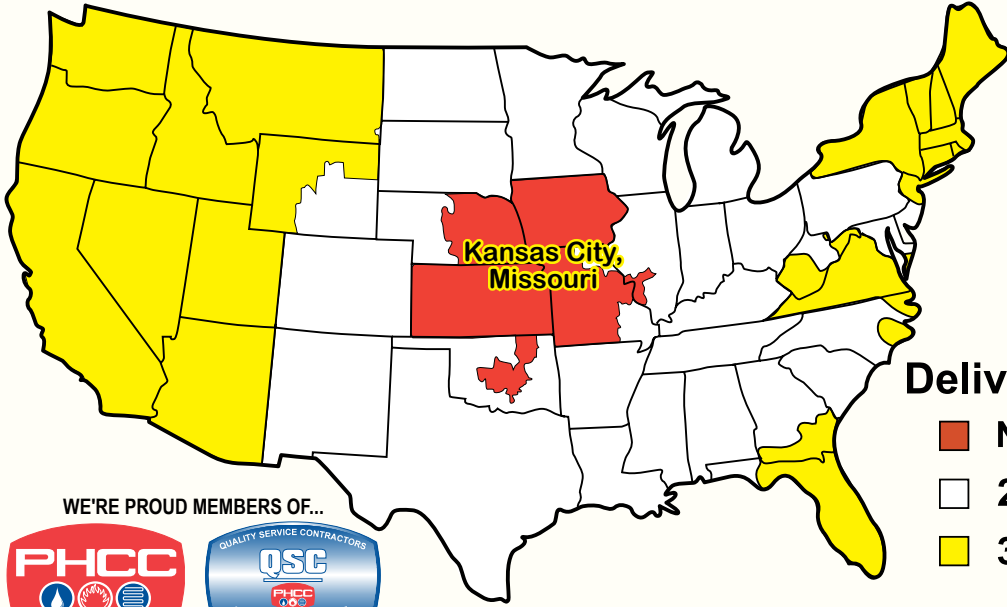 Kansas City,
Missouri
Deliv
N
2
3
WE'RE PROUD MEMBERS OF...
PHCC
QUALITY SERVICE CONTRACTORS
QSC
PHCC